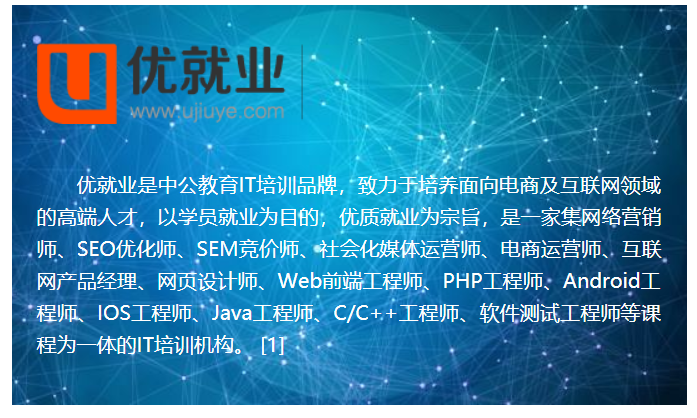 优就业
www.ujiuye.com
优就业是中公教育IT培训品牌，致力于培养面向电商及互联网领域
的高端人才，以学员就业为目的，优质就业为宗旨，是一家集网络营销
师、SEO优化师、SEM竞价师、社会化媒体运营师、电商运营师、互联
网产品经理、网页设计师、Web前端工程师、PHP工程师、Android工
程师、IOS工程师、Java工程师、C/C++工程师、软件测试工程师等课
程为一体的IT培训机构。 [1]